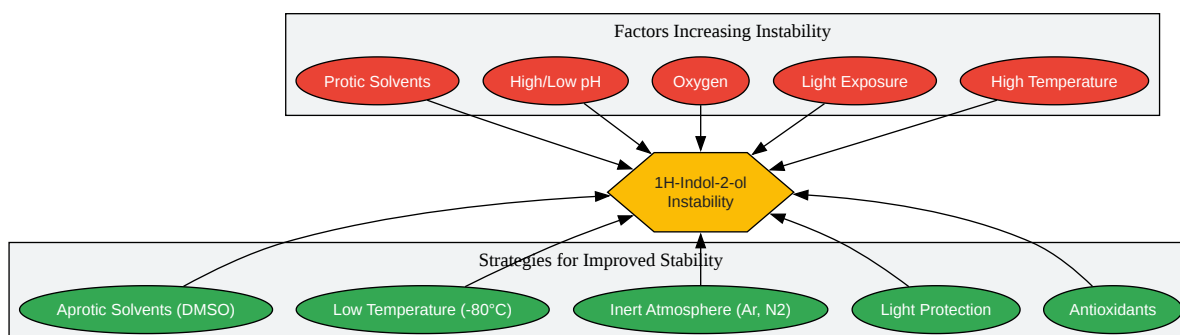 Factors Increasing Instability
Protic Solvents
High/Low pH
Oxygen
Light Exposure
High Temperature
1H-Indol-2-ol
Instability
Strategies for Improved Stability
Aprotic Solvents (DMSO)
Low Temperature (-80°C)
Inert Atmosphere (Ar, N2)
Light Protection
Antioxidants